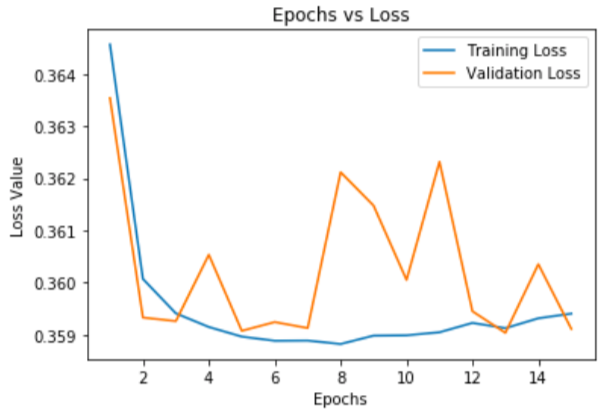 Epochs vs Loss
Training Loss
Validation Loss
0.364
0.363
0.362
0.361
0.360
0.359
Loss Value
2 4 6 8 10 12 14
Epochs